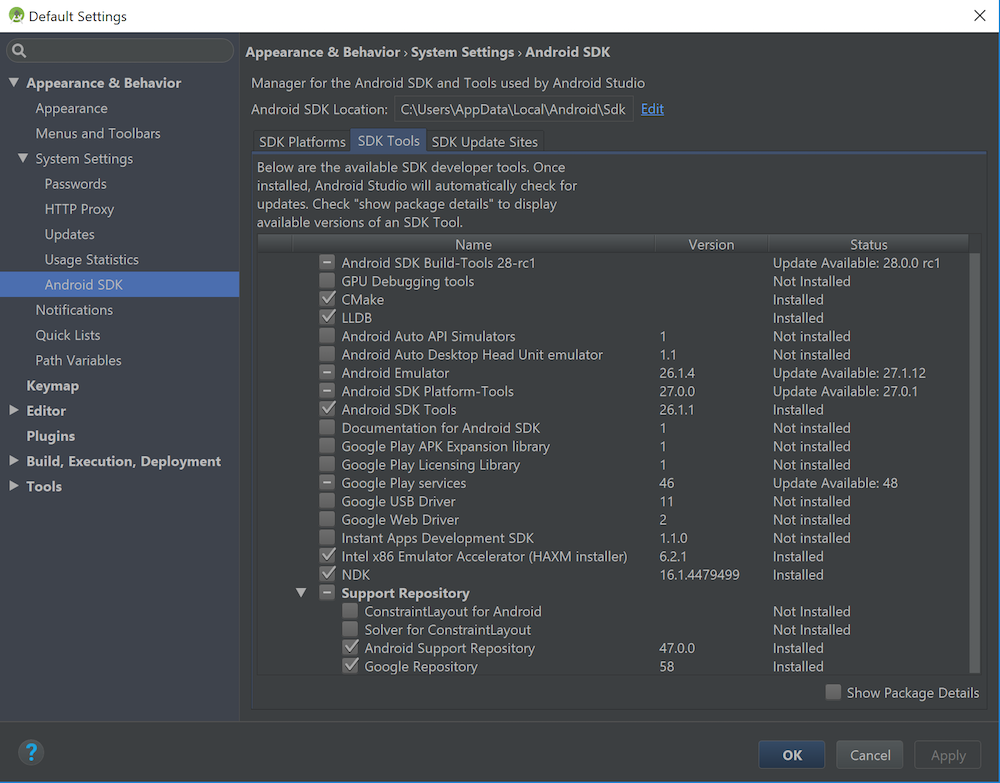 Default Settings
Appearance & Behavior
Appearance
Menus and Toolbars
System Settings
Passwords
HTTP Proxy
Updates
Usage Statistics
Android SDK
Notifications
Quick Lists
Path Variables
Keymap
Editor
Plugins
Build, Execution, Deployment
Tools
Appearance & Behavior › System Settings › Android SDK
Manager for the Android SDK and Tools used by Android Studio
Android SDK Location: C:\Users\AppData\Local\Android\Sdk Edit
SDK Platforms SDK Tools SDK Update Sites
Below are the available SDK developer tools. Once
installed, Android Studio will automatically check for
updates. Check "show package details" to display
available versions of an SDK Tool.
Name Version Status
Android SDK Build-Tools 28-rc1 Update Available: 28.0.0 rc1
GPU Debugging tools Not Installed
CMake Installed
LLDB Installed
Android Auto API Simulators 1 Not installed
Android Auto Desktop Head Unit emulator 1.1 Not installed
Android Emulator 26.1.4 Update Available: 27.1.12
Android SDK Platform-Tools 27.0.0 Update Available: 27.0.1
Android SDK Tools 26.1.1 Installed
Documentation for Android SDK 1 Not installed
Google Play APK Expansion library 1 Not installed
Google Play Licensing Library 1 Not installed
Google Play services 46 Update Available: 48
Google USB Driver 11 Not installed
Google Web Driver 2 Not installed
Instant Apps Development SDK 1.1.0 Not installed
Intel x86 Emulator Accelerator (HAXM installer) 6.2.1 Installed
NDK 16.1.4479499 Installed
Support Repository
ConstraintLayout for Android Not Installed
Solver for ConstraintLayout Not Installed
Android Support Repository 47.0.0 Installed
Google Repository 58 Installed
Show Package Details
? OK Cancel Apply